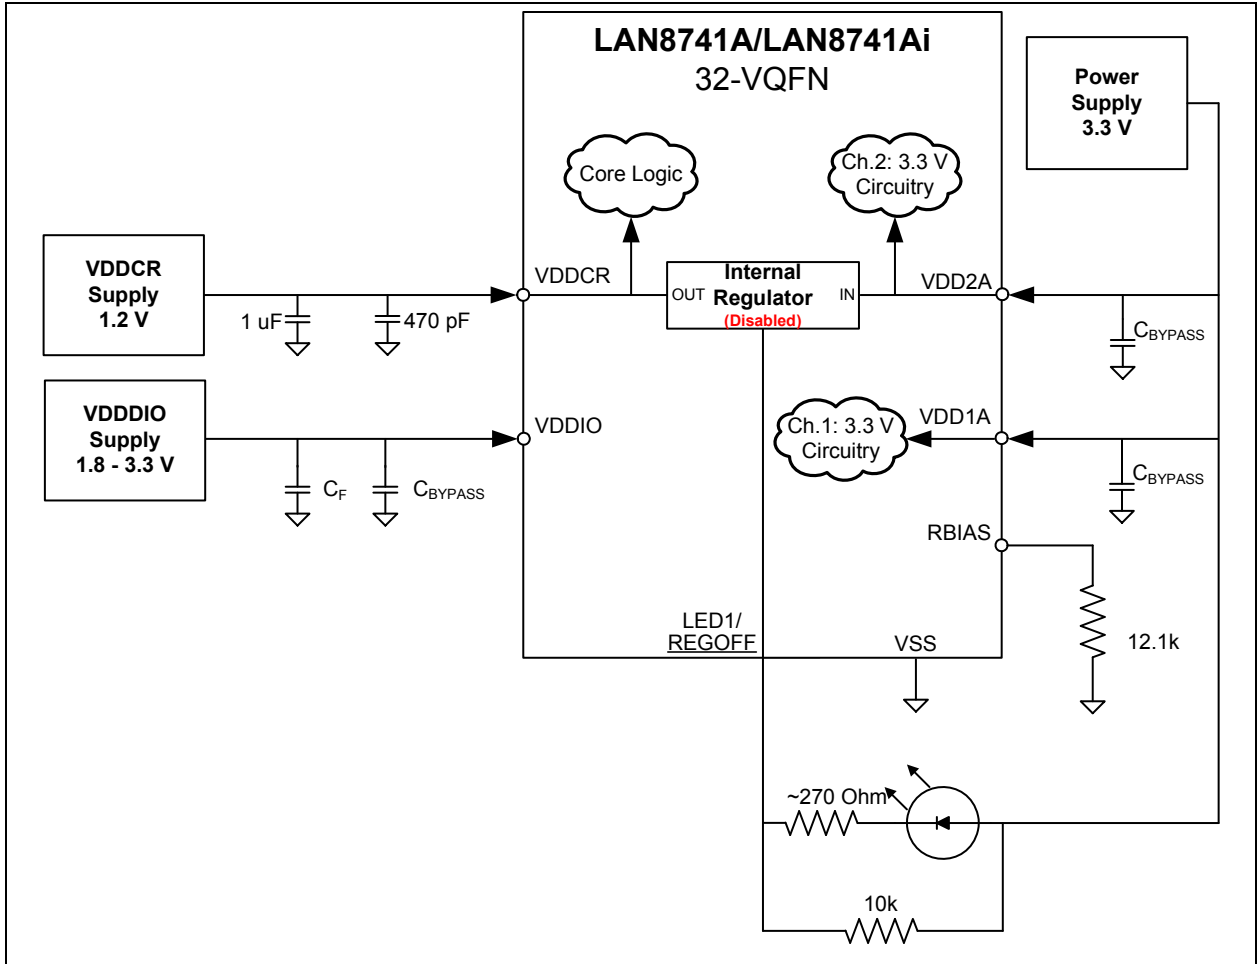 LAN8741A/LAN8741Ai
32-VQFN
Power
Supply
3.3 V
Core Logic
Ch.2: 3.3 V
Circuitry
VDDCR
Supply
1.2 V
1 uF
470 pF
VDDCR
OUT
Internal
Regulator
(Disabled)
IN
VDD2A
CBYPASS
VDDDIO
Supply
1.8 - 3.3 V
CF
CBYPASS
VDDIO
Ch.1: 3.3 V
Circuitry
VDD1A
CBYPASS
RBIAS
12.1k
LED1/
REGOFF
VSS
~270 Ohm
10k